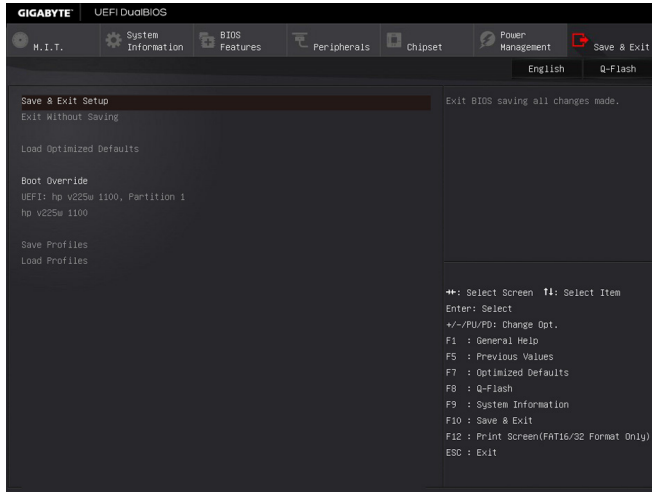 GIGABYTE™ UEFI DualBIOS
M.I.T.
System Information
BIOS Features
Peripherals
Chipset
Power Management
Save & Exit
English Q-Flash
Save & Exit Setup
Exit Without Saving
Load Optimized Defaults
Boot Override
UEFI: hp v225w 1100, Partition 1
hp v225w 1100
Save Profiles
Load Profiles
Exit BIOS saving all changes made.
→←: Select Screen ↑↓: Select Item
Enter: Select
+/-/PU/PD: Change Opt.
F1 : General Help
F5 : Previous Values
F7 : Optimized Defaults
F8 : Q-Flash
F9 : System Information
F10 : Save & Exit
F12 : Print Screen(FAT16/32 Format Only)
ESC : Exit